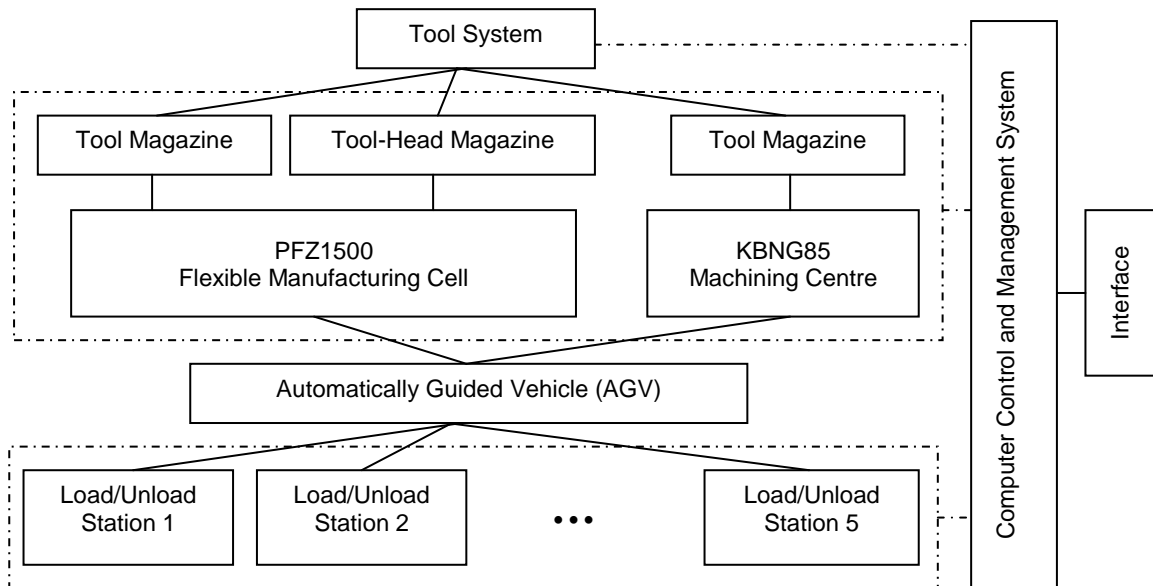 Tool System
Tool Magazine
Tool-Head Magazine
Tool Magazine
PFZ1500
Flexible Manufacturing Cell
KBNG85
Machining Centre
Automatically Guided Vehicle (AGV)
Load/Unload
Station 1
Load/Unload
Station 2
•••
Load/Unload
Station 5
Computer Control and Management System
Interface